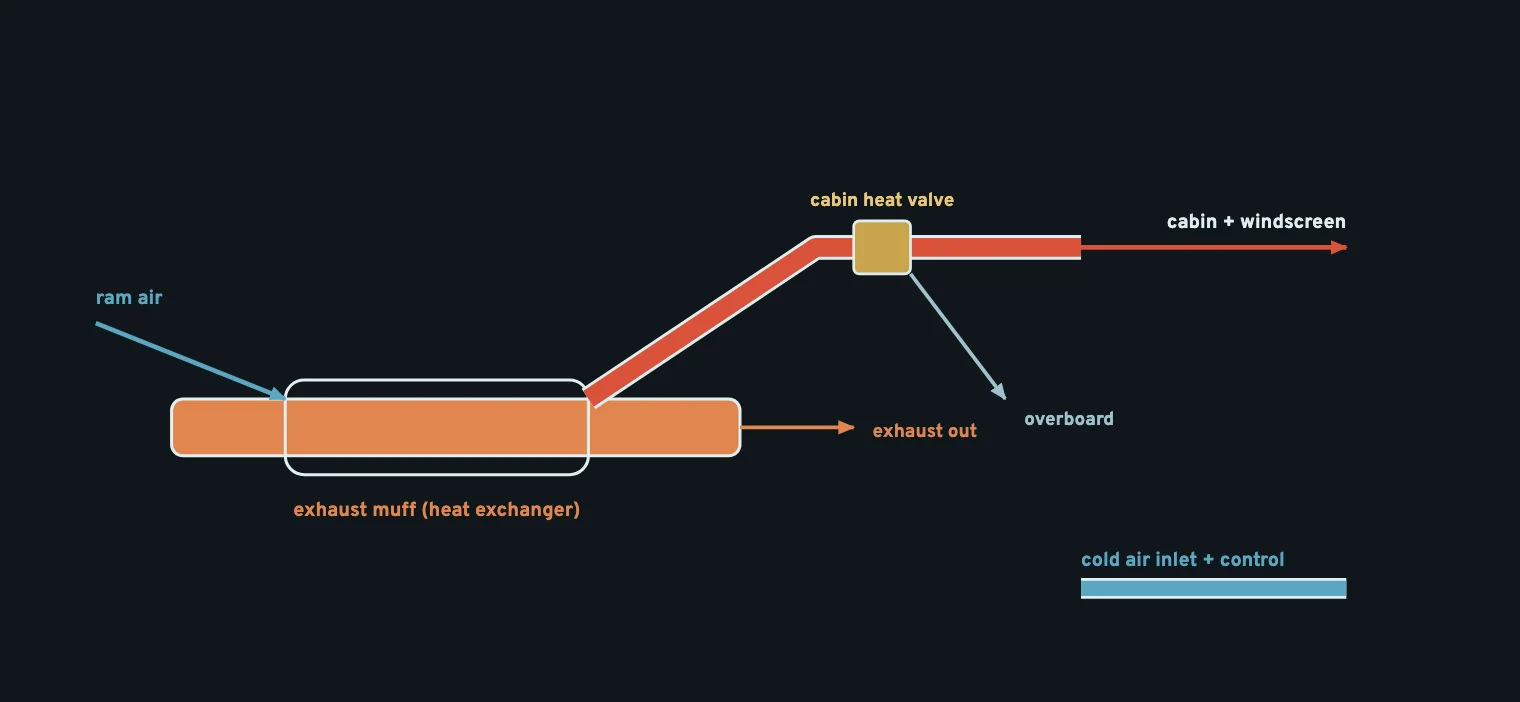 cabin heat valve
cabin + windscreen
ram air
overboard
exhaust out
exhaust muff (heat exchanger)
cold air inlet + control